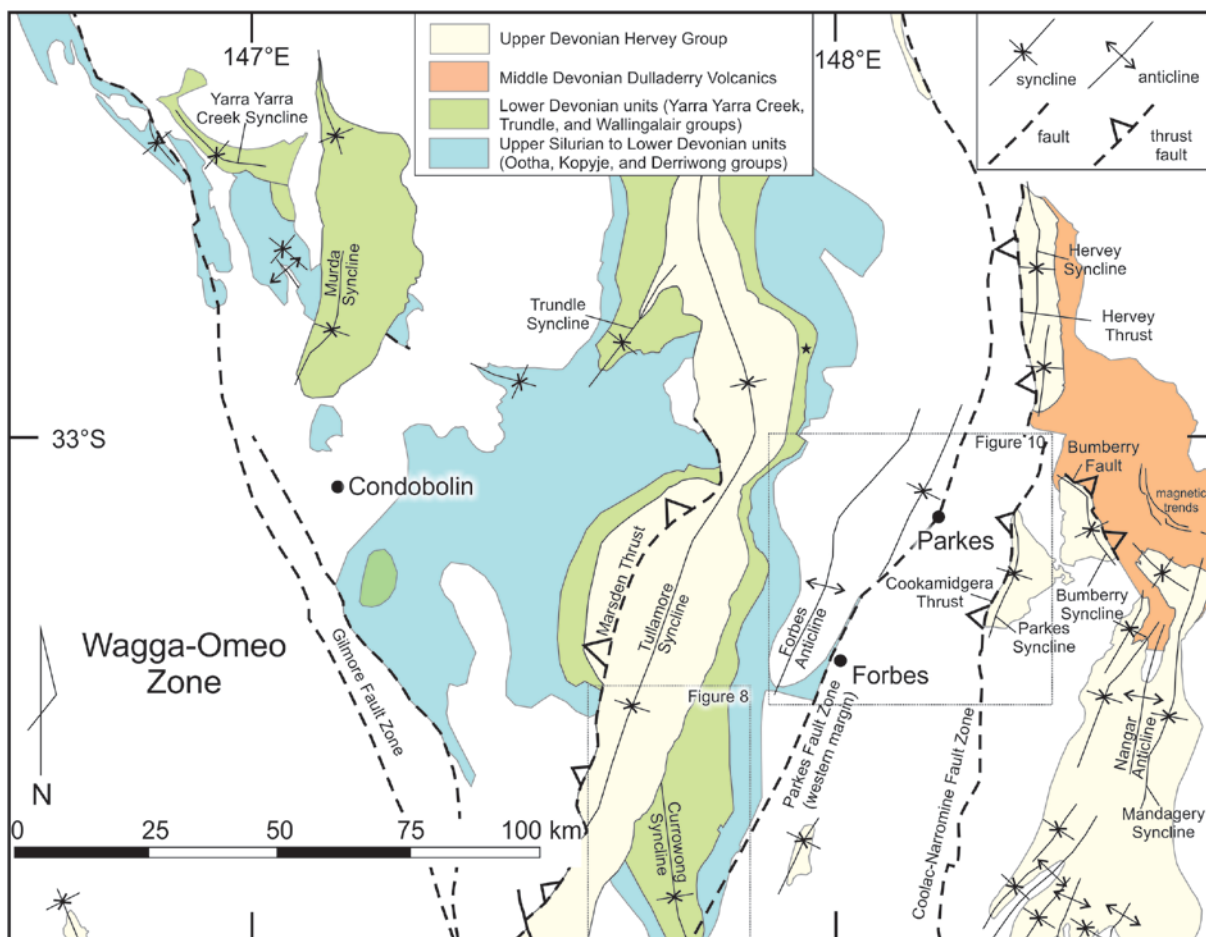 147°E
148°E
Upper Devonian Hervey Group
Middle Devonian Dulladerry Volcanics
Lower Devonian units (Yarra Yarra Creek,
Trundle, and Wallingalair groups)
Upper Silurian to Lower Devonian units
(Ootha, Kopyje, and Derriwong groups)
syncline
anticline
fault
thrust
fault
Yarra Yarra
Creek Syncline
Murda
Syncline
Trundle
Syncline
Hervey
Syncline
Hervey
Thrust
33°S
Figure 10
Bumberry
Fault
magnetic
trends
Condobolin
Parkes
Marsden Thrust
Tullamore
Syncline
Cookamidgera
Thrust
Bumberry
Syncline
Forbes
Anticline
Parkes
Syncline
Wagga-Omeo
Zone
Gilmore Fault Zone
Forbes
Figure 8
Parkes Fault Zone
(western margin)
Nangar
Anticline
Coolac-Narromine Fault Zone
Mandagery
Syncline
Currowong
Syncline
N
0 25 50 75 100 km